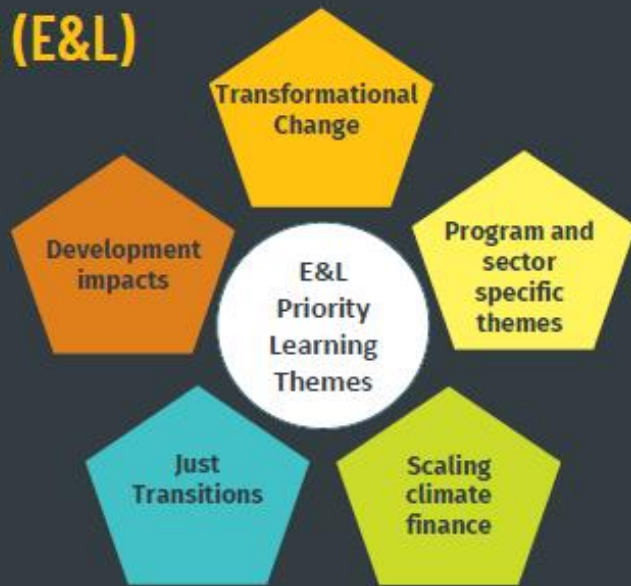 (E&L)
Transformational
Change
Development
impacts
Program and
sector
specific
themes
E&L
Priority
Learning
Themes
Just
Transitions
Scaling
climate
finance